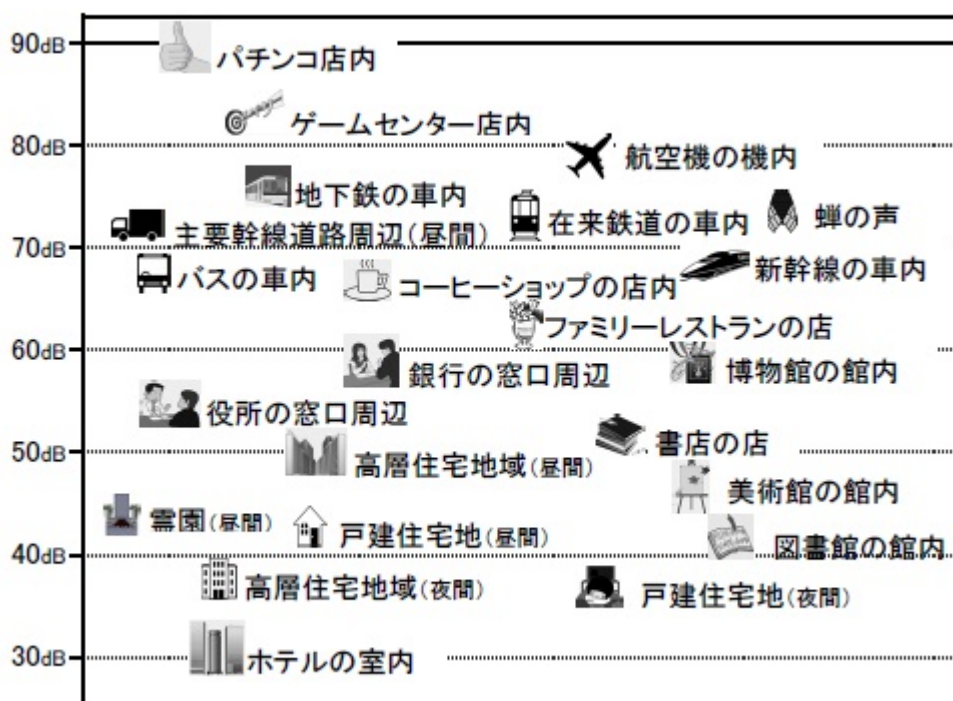 90dB
パチンコ店内
ゲームセンター店内
80dB
航空機の機内
地下鉄の車内
在来鉄道の車内
蝉の声
主要幹線道路周辺(昼間)
70dB
バスの車内
コーヒーショップの店内
新幹線の車内
ファミリーレストランの店
60dB
銀行の窓口周辺
博物館の館内
役所の窓口周辺
書店の店
50dB
高層住宅地域(昼間)
美術館の館内
霊園(昼間)
戸建住宅地(昼間)
図書館の館内
40dB
高層住宅地域(夜間)
戸建住宅地(夜間)
30dB
ホテルの室内